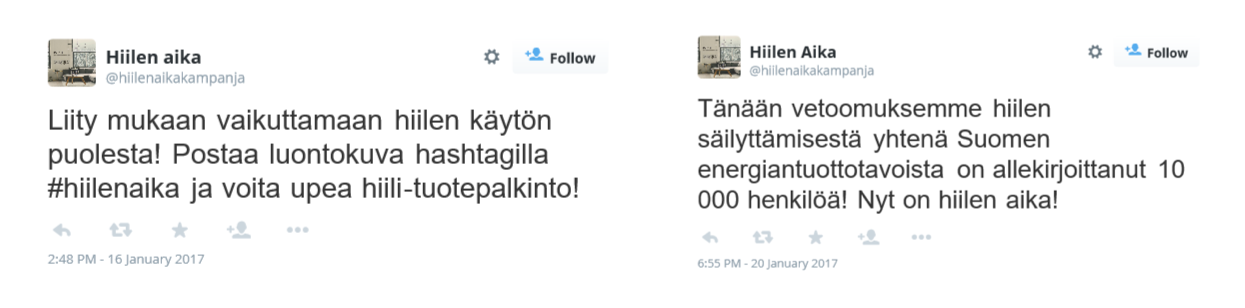 Hiilen aika
@hiilenaikakampanja
Follow
Liity mukaan vaikuttamaan hiilen käytön
puolesta! Postaa luontokuva hashtagilla
#hiilenaika ja voita upea hiili-tuotepalkinto!
2:48 PM - 16 January 2017
Hiilen Aika
@hiilenaikakampanja
Follow
Tänään vetoomuksemme hiilen
säilyttämisestä yhtenä Suomen
energiantuottotavoista on allekirjoittanut 10
000 henkilöä! Nyt on hiilen aika!
6:55 PM - 20 January 2017